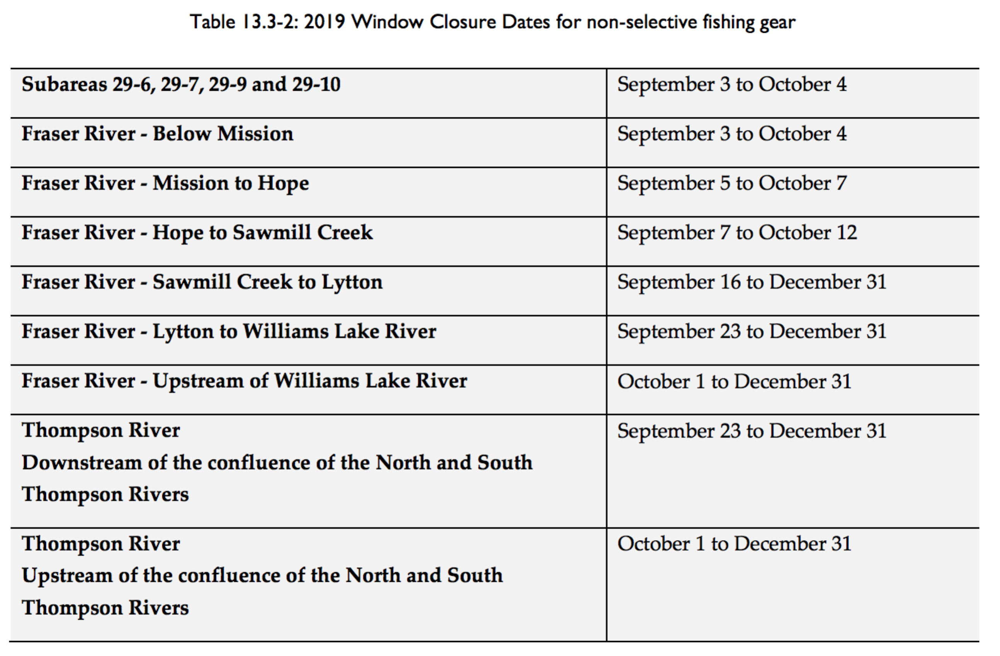 Table 13.3-2: 2019 Window Closure Dates for non-selective fishing gear
Subareas 29-6, 29-7, 29-9 and 29-10
September 3 to October 4
Fraser River - Below Mission
September 3 to October 4
Fraser River - Mission to Hope
September 5 to October 7
Fraser River - Hope to Sawmill Creek
September 7 to October 12
Fraser River - Sawmill Creek to Lytton
September 16 to December 31
Fraser River - Lytton to Williams Lake River
September 23 to December 31
Fraser River - Upstream of Williams Lake River
October 1 to December 31
Thompson River
Downstream of the confluence of the North and South
Thompson Rivers
September 23 to December 31
Thompson River
Upstream of the confluence of the North and South
Thompson Rivers
October 1 to December 31